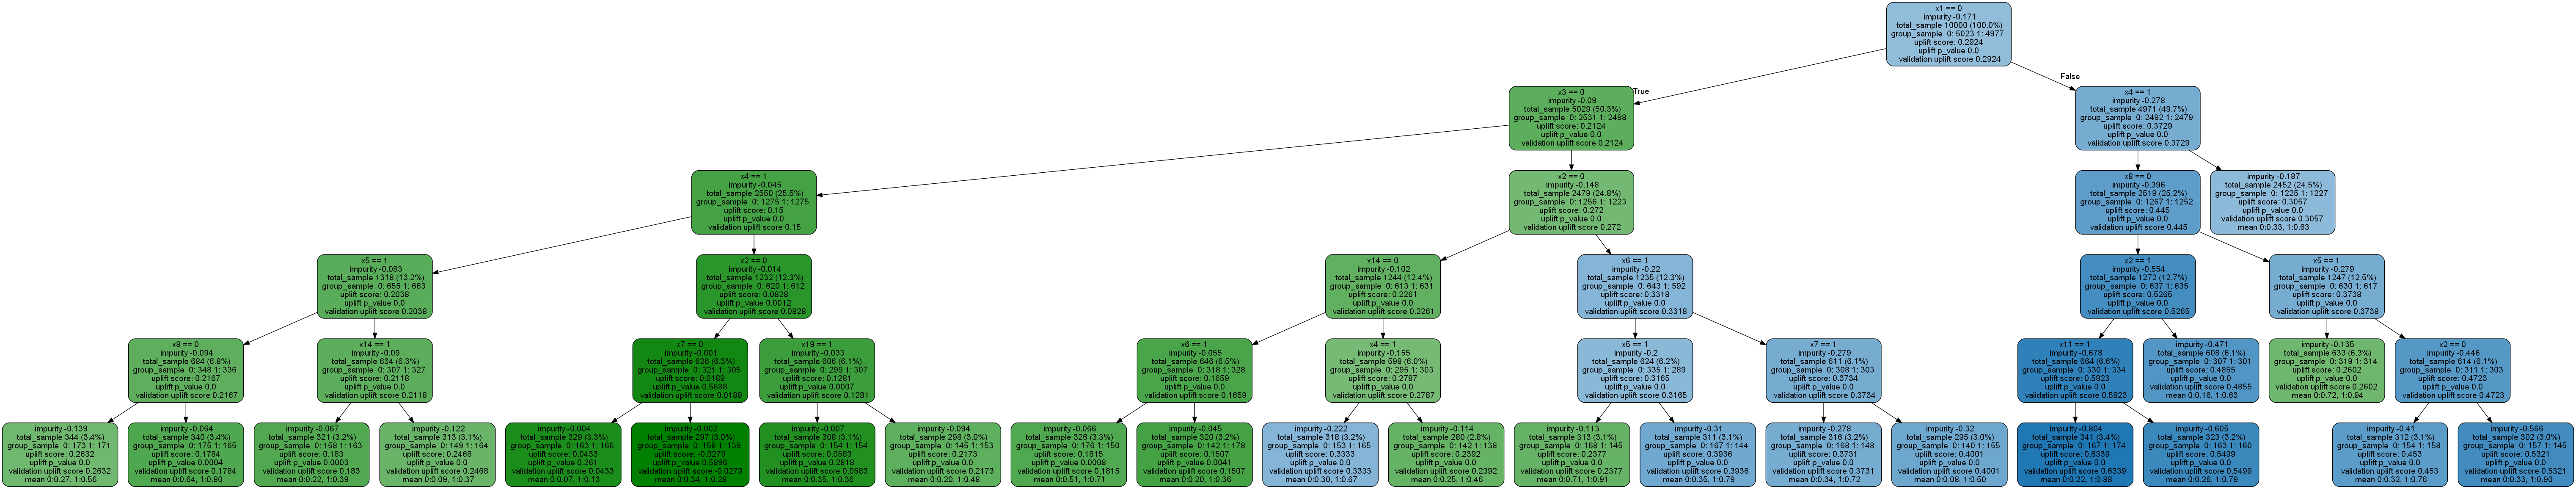 x1 == 0
impurity -0.171
total_sample 10000 (100.0%)
group_sample 0: 5023 1: 4977
uplift score: 0.2924
uplift p_value 0.0
validation uplift score 0.2924
True
False
x3 == 0
impurity -0.09
total_sample 5029 (50.3%)
group_sample 0: 2531 1: 2498
uplift score: 0.2124
uplift p_value 0.0
validation uplift score 0.2124
x4 == 1
impurity -0.278
total_sample 4971 (49.7%)
group_sample 0: 2492 1: 2479
uplift score: 0.3729
uplift p_value 0.0
validation uplift score 0.3729
x4 == 1
impurity -0.045
total_sample 2550 (25.5%)
group_sample 0: 1275 1: 1275
uplift score: 0.15
uplift p_value 0.0
validation uplift score 0.15
x2 == 0
impurity -0.148
total_sample 2479 (24.8%)
group_sample 0: 1256 1: 1223
uplift score: 0.272
uplift p_value 0.0
validation uplift score 0.272
x8 == 0
impurity -0.396
total_sample 2519 (25.2%)
group_sample 0: 1267 1: 1252
uplift score: 0.445
uplift p_value 0.0
validation uplift score 0.445
impurity -0.187
total_sample 2452 (24.5%)
group_sample 0: 1225 1: 1227
uplift score: 0.3057
uplift p_value 0.0
validation uplift score 0.3057
mean 0:0.33, 1:0.63
x5 == 1
impurity -0.083
total_sample 1318 (13.2%)
group_sample 0: 655 1: 663
uplift score: 0.2038
uplift p_value 0.0
validation uplift score 0.2038
x2 == 0
impurity -0.014
total_sample 1232 (12.3%)
group_sample 0: 620 1: 612
uplift score: 0.0828
uplift p_value 0.0012
validation uplift score 0.0828
x14 == 0
impurity -0.102
total_sample 1244 (12.4%)
group_sample 0: 613 1: 631
uplift score: 0.2261
uplift p_value 0.0
validation uplift score 0.2261
x6 == 1
impurity -0.22
total_sample 1235 (12.3%)
group_sample 0: 643 1: 592
uplift score: 0.3318
uplift p_value 0.0
validation uplift score 0.3318
x2 == 1
impurity -0.554
total_sample 1272 (12.7%)
group_sample 0: 637 1: 635
uplift score: 0.5265
uplift p_value 0.0
validation uplift score 0.5265
x5 == 1
impurity -0.279
total_sample 1247 (12.5%)
group_sample 0: 630 1: 617
uplift score: 0.3738
uplift p_value 0.0
validation uplift score 0.3738
x8 == 0
impurity -0.094
total_sample 684 (6.8%)
group_sample 0: 348 1: 336
uplift score: 0.2167
uplift p_value 0.0
validation uplift score 0.2167
x14 == 1
impurity -0.09
total_sample 634 (6.3%)
group_sample 0: 307 1: 327
uplift score: 0.2118
uplift p_value 0.0
validation uplift score 0.2118
x7 == 0
impurity -0.001
total_sample 626 (6.3%)
group_sample 0: 321 1: 305
uplift score: 0.0189
uplift p_value 0.5688
validation uplift score 0.0189
x19 == 1
impurity -0.033
total_sample 606 (6.1%)
group_sample 0: 299 1: 307
uplift score: 0.1281
uplift p_value 0.0007
validation uplift score 0.1281
x6 == 1
impurity -0.055
total_sample 646 (6.5%)
group_sample 0: 318 1: 328
uplift score: 0.1659
uplift p_value 0.0
validation uplift score 0.1659
x4 == 1
impurity -0.155
total_sample 598 (6.0%)
group_sample 0: 295 1: 303
uplift score: 0.2787
uplift p_value 0.0
validation uplift score 0.2787
x5 == 1
impurity -0.2
total_sample 624 (6.2%)
group_sample 0: 335 1: 289
uplift score: 0.3165
uplift p_value 0.0
validation uplift score 0.3165
x7 == 1
impurity -0.279
total_sample 611 (6.1%)
group_sample 0: 308 1: 303
uplift score: 0.3734
uplift p_value 0.0
validation uplift score 0.3734
x11 == 1
impurity -0.678
total_sample 664 (6.6%)
group_sample 0: 330 1: 334
uplift score: 0.5823
uplift p_value 0.0
validation uplift score 0.5823
impurity -0.471
total_sample 608 (6.1%)
group_sample 0: 307 1: 301
uplift score: 0.4855
uplift p_value 0.0
validation uplift score 0.4855
mean 0:0.16, 1:0.63
impurity -0.135
total_sample 633 (6.3%)
group_sample 0: 319 1: 314
uplift score: 0.2602
uplift p_value 0.0
validation uplift score 0.2602
mean 0:0.72, 1:0.94
x2 == 0
impurity -0.446
total_sample 614 (6.1%)
group_sample 0: 311 1: 303
uplift score: 0.4723
uplift p_value 0.0
validation uplift score 0.4723
impurity -0.139
total_sample 344 (3.4%)
group_sample 0: 173 1: 171
uplift score: 0.2632
uplift p_value 0.0
validation uplift score 0.2632
mean 0:0.27, 1:0.56
impurity -0.064
total_sample 340 (3.4%)
group_sample 0: 175 1: 165
uplift score: 0.1784
uplift p_value 0.0004
validation uplift score 0.1784
mean 0:0.64, 1:0.80
impurity -0.067
total_sample 321 (3.2%)
group_sample 0: 158 1: 163
uplift score: 0.183
uplift p_value 0.0003
validation uplift score 0.183
mean 0:0.22, 1:0.39
impurity -0.122
total_sample 313 (3.1%)
group_sample 0: 149 1: 164
uplift score: 0.2468
uplift p_value 0.0
validation uplift score 0.2468
mean 0:0.09, 1:0.37
impurity -0.004
total_sample 329 (3.3%)
group_sample 0: 163 1: 166
uplift score: 0.0433
uplift p_value 0.261
validation uplift score 0.0433
mean 0:0.07, 1:0.13
impurity -0.002
total_sample 297 (3.0%)
group_sample 0: 158 1: 139
uplift score: -0.0279
uplift p_value 0.5896
validation uplift score -0.0279
mean 0:0.34, 1:0.28
impurity -0.007
total_sample 308 (3.1%)
group_sample 0: 154 1: 154
uplift score: 0.0583
uplift p_value 0.2818
validation uplift score 0.0583
mean 0:0.35, 1:0.36
impurity -0.094
total_sample 298 (3.0%)
group_sample 0: 145 1: 153
uplift score: 0.2173
uplift p_value 0.0
validation uplift score 0.2173
mean 0:0.20, 1:0.48
impurity -0.066
total_sample 326 (3.3%)
group_sample 0: 176 1: 150
uplift score: 0.1815
uplift p_value 0.0008
validation uplift score 0.1815
mean 0:0.51, 1:0.71
impurity -0.045
total_sample 320 (3.2%)
group_sample 0: 142 1: 178
uplift score: 0.1507
uplift p_value 0.0041
validation uplift score 0.1507
mean 0:0.20, 1:0.36
impurity -0.222
total_sample 318 (3.2%)
group_sample 0: 153 1: 165
uplift score: 0.3333
uplift p_value 0.0
validation uplift score 0.3333
mean 0:0.30, 1:0.67
impurity -0.114
total_sample 280 (2.8%)
group_sample 0: 142 1: 138
uplift score: 0.2392
uplift p_value 0.0
validation uplift score 0.2392
mean 0:0.25, 1:0.46
impurity -0.113
total_sample 313 (3.1%)
group_sample 0: 168 1: 145
uplift score: 0.2377
uplift p_value 0.0
validation uplift score 0.2377
mean 0:0.71, 1:0.91
impurity -0.31
total_sample 311 (3.1%)
group_sample 0: 167 1: 144
uplift score: 0.3936
uplift p_value 0.0
validation uplift score 0.3936
mean 0:0.35, 1:0.79
impurity -0.278
total_sample 316 (3.2%)
group_sample 0: 168 1: 148
uplift score: 0.3731
uplift p_value 0.0
validation uplift score 0.3731
mean 0:0.34, 1:0.72
impurity -0.32
total_sample 295 (3.0%)
group_sample 0: 140 1: 155
uplift score: 0.4001
uplift p_value 0.0
validation uplift score 0.4001
mean 0:0.08, 1:0.50
impurity -0.804
total_sample 341 (3.4%)
group_sample 0: 167 1: 174
uplift score: 0.6339
uplift p_value 0.0
validation uplift score 0.6339
mean 0:0.22, 1:0.88
impurity -0.605
total_sample 323 (3.2%)
group_sample 0: 163 1: 160
uplift score: 0.5499
uplift p_value 0.0
validation uplift score 0.5499
mean 0:0.26, 1:0.79
impurity -0.41
total_sample 312 (3.1%)
group_sample 0: 154 1: 158
uplift score: 0.453
uplift p_value 0.0
validation uplift score 0.453
mean 0:0.32, 1:0.76
impurity -0.566
total_sample 302 (3.0%)
group_sample 0: 157 1: 145
uplift score: 0.5321
uplift p_value 0.0
validation uplift score 0.5321
mean 0:0.33, 1:0.90